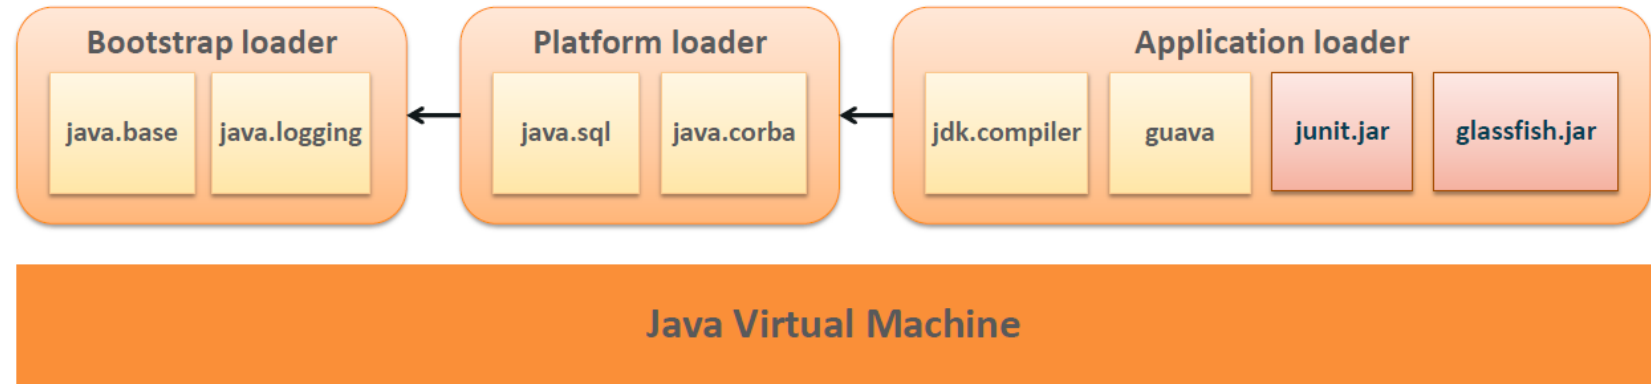 Bootstrap loader
java.base
java.logging
Platform loader
java.sql
java.corba
Application loader
jdk.compiler
guava
junit.jar
glassfish.jar
Java Virtual Machine